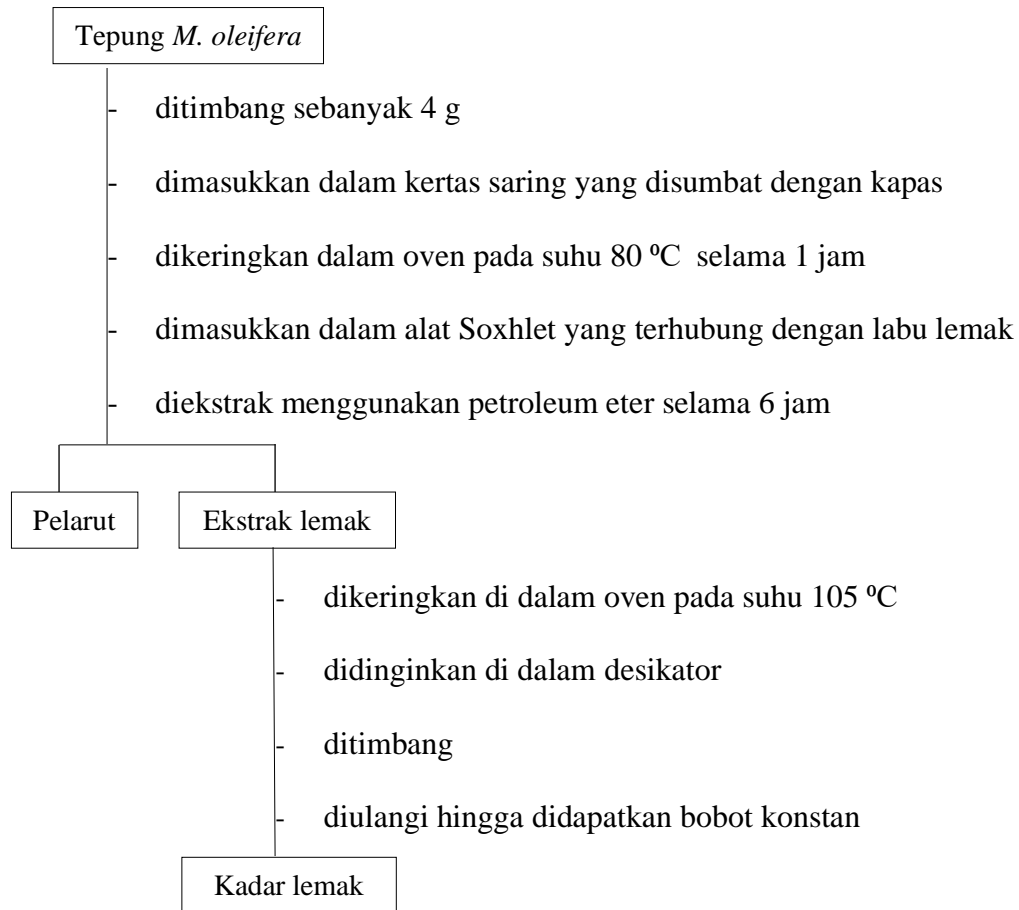 Tepung M. oleifera
- ditimbang sebanyak 4 g
- dimasukkan dalam kertas saring yang disumbat dengan kapas
- dikeringkan dalam oven pada suhu 80 ⁰C selama 1 jam
- dimasukkan dalam alat Soxhlet yang terhubung dengan labu lemak
- diekstrak menggunakan petroleum eter selama 6 jam
Pelarut
Ekstrak lemak
- dikeringkan di dalam oven pada suhu 105 ⁰C
- didinginkan di dalam desikator
- ditimbang
- diulangi hingga didapatkan bobot konstan
Kadar lemak